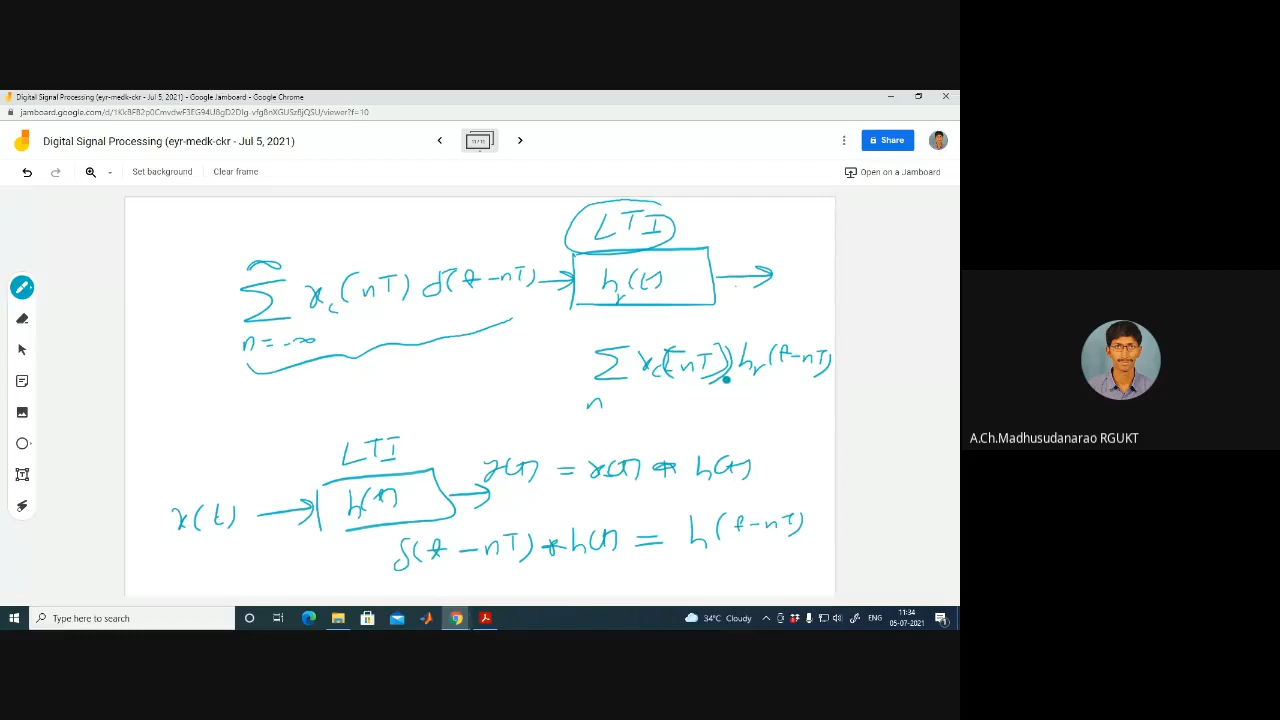 Digital Signal Processing (eyr-medk-ckr - Jul 5, 2021) - Google Jamboard - Google Chrome
Digital Signal Processing (eyr-medk-ckr - Jul 5, 2021)
11 / 11
Share
Set background
Clear frame
Open on a Jamboard
LTI
∞
∑ x_c(nT) δ(t-nT) → h_r(t) →
n=-∞
∑ x_c(nT) h_r(t-nT)
n
LTI
x(t) → h(t) → y(t) = x(t) * h(t)
δ(t-nT) * h(t) = h(t-nT)
A.Ch.Madhusudanarao RGUKT
Type here to search
34°C Cloudy
ENG
11:34
05-07-2021